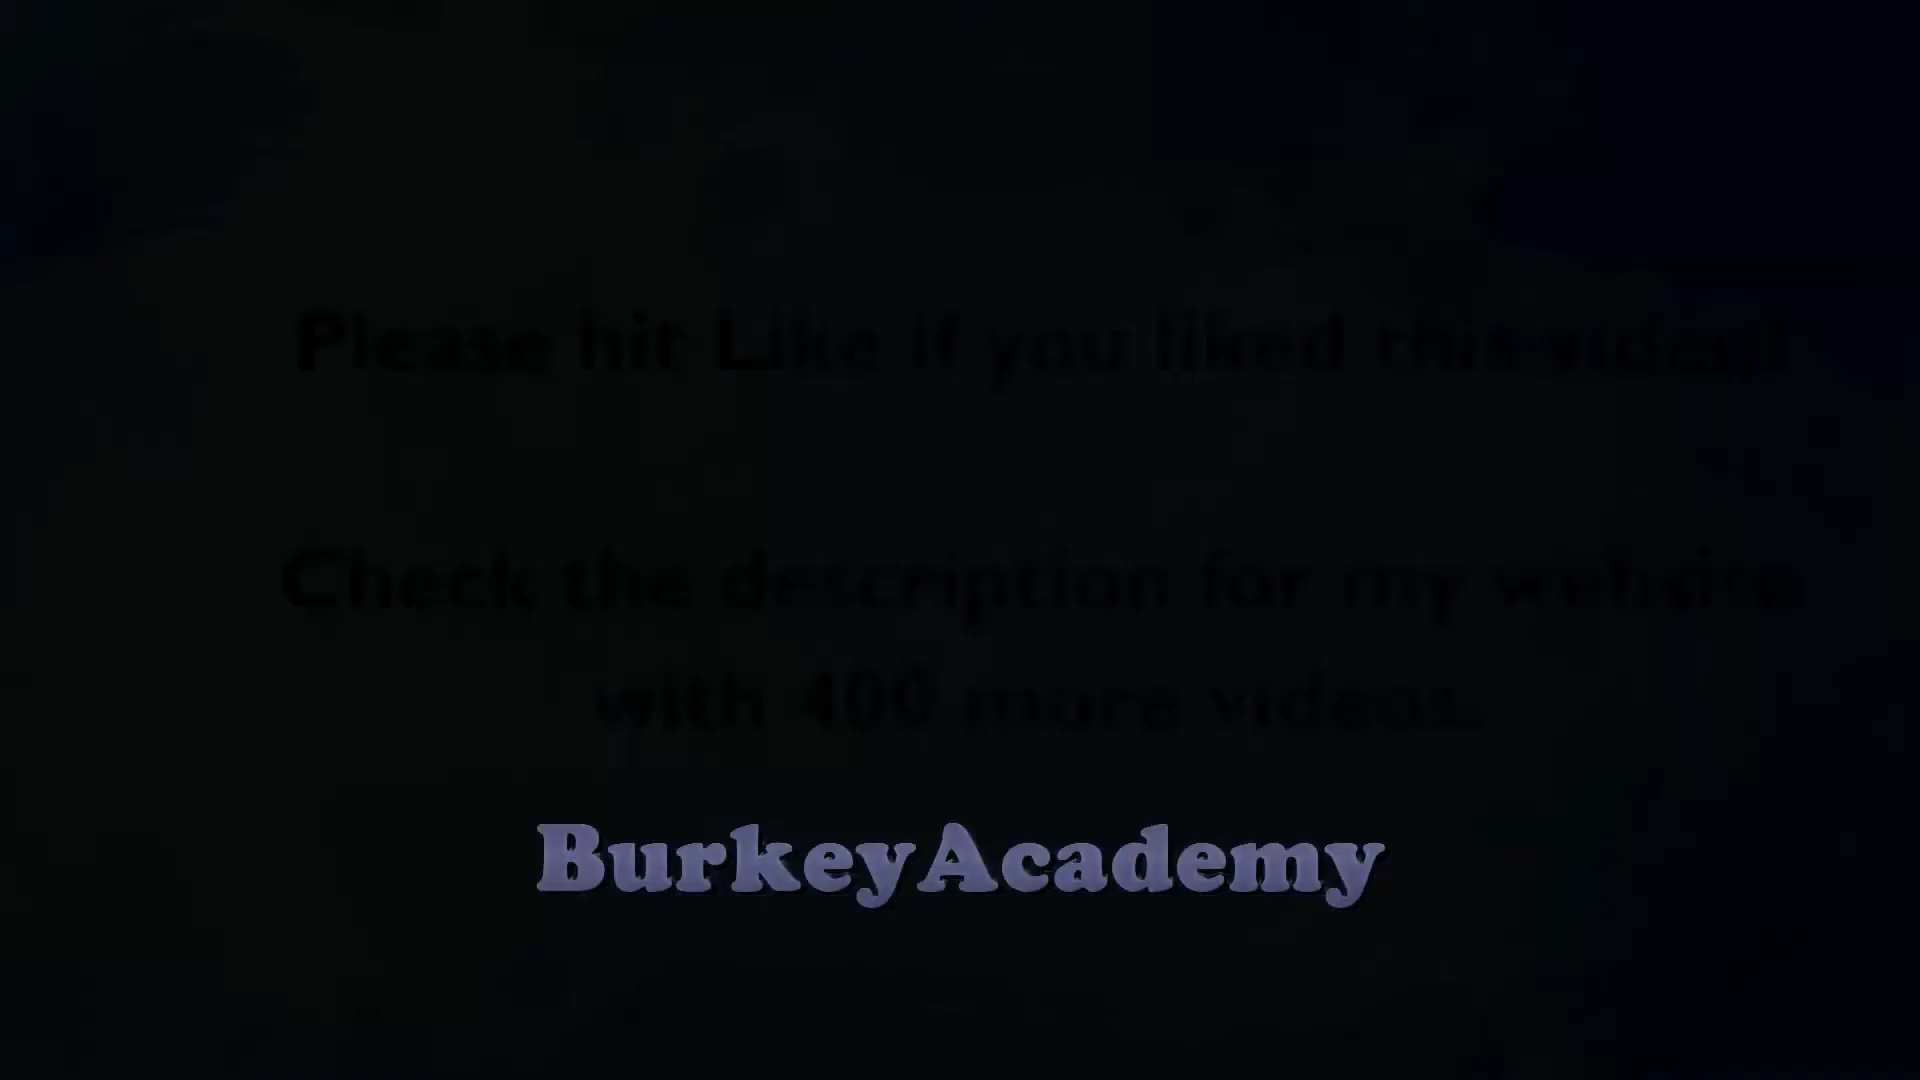 Please hit Like if you liked this video!
Check the description for my website
with 400 more videos.
BurkeyAcademy